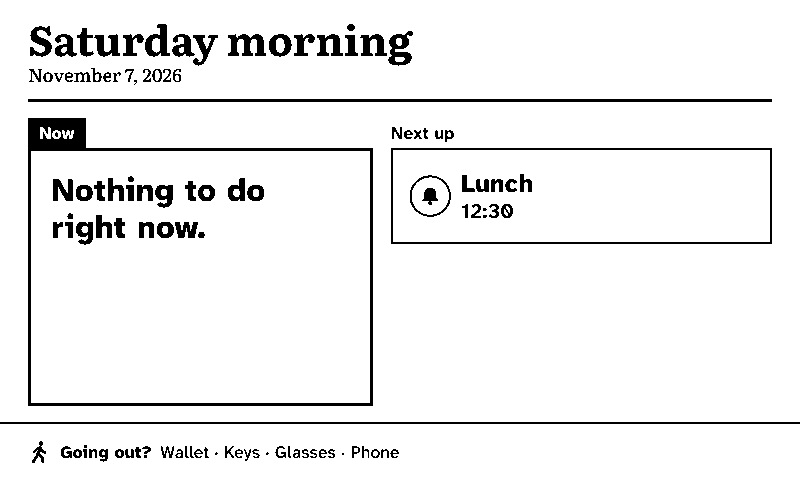 Saturday morning
November 7, 2026
Now
Nothing to do
right now.
Next up
Lunch
12:30
Going out? Wallet · Keys · Glasses · Phone